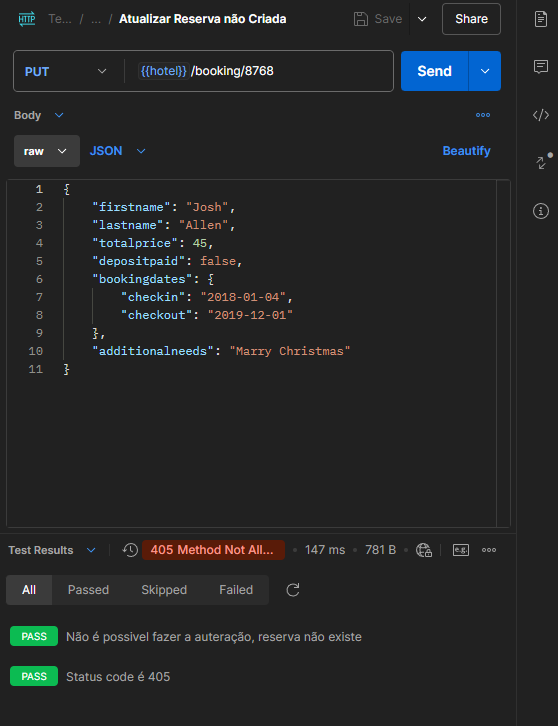 HTTP Te... / ... / Atualizar Reserva não Criada Save Share
PUT {{hotel}} /booking/8768 Send
Body
raw JSON Beautify
1 {
2 "firstname": "Josh",
3 "lastname": "Allen",
4 "totalprice": 45,
5 "depositpaid": false,
6 "bookingdates": {
7 "checkin": "2018-01-04",
8 "checkout": "2019-12-01"
9 },
10 "additionalneeds": "Marry Christmas"
11 }
Test Results 405 Method Not All... • 147 ms • 781 B • e.g.
All Passed Skipped Failed
PASS Não é possivel fazer a auteração, reserva não existe
PASS Status code é 405